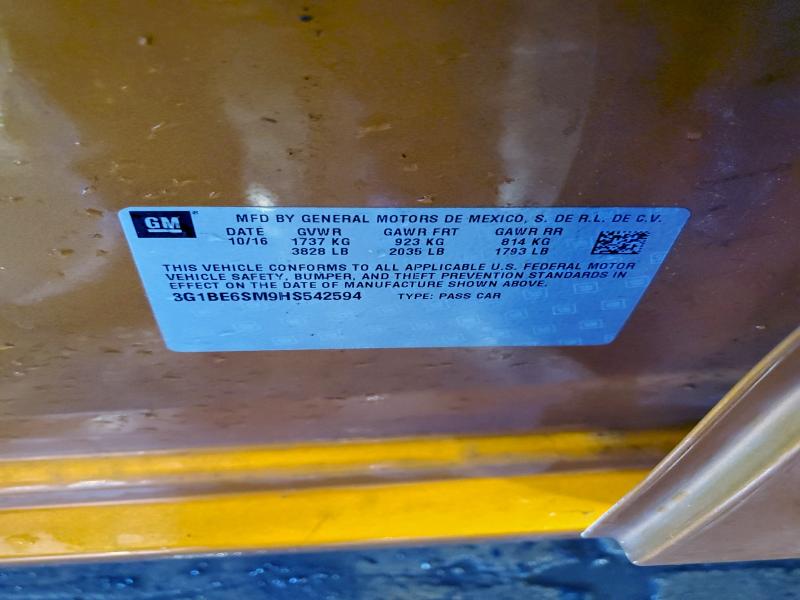 GM
MFD BY GENERAL MOTORS DE MEXICO, S. DE R.L. DE C.V.
DATE GVWR GAWR FRT GAWR RR
10/16 1737 KG 923 KG 814 KG
3828 LB 2035 LB 1793 LB
THIS VEHICLE CONFORMS TO ALL APPLICABLE U.S. FEDERAL MOTOR
VEHICLE SAFETY, BUMPER, AND THEFT PREVENTION STANDARDS IN
EFFECT ON THE DATE OF MANUFACTURE SHOWN ABOVE.
3G1BE6SM9HS542594 TYPE: PASS CAR